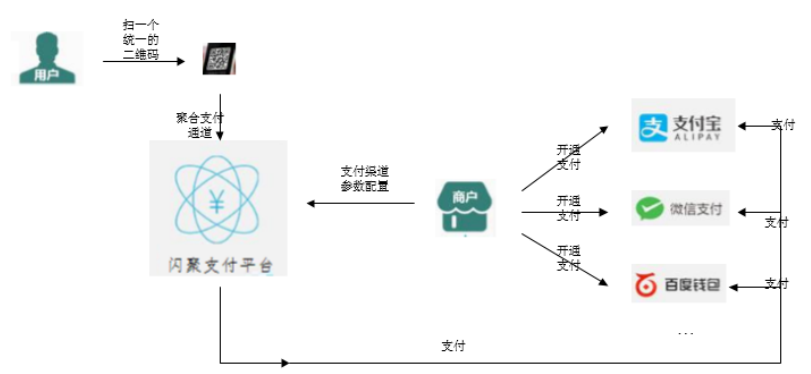 扫一个
统一的
二维码
用户
聚合支付
通道
支付渠道
参数配置
闪聚支付平台
商户
开通
支付
开通
支付
开通
支付
支
支付宝
ALIPAY
支付
微信支付
支付
百度钱包
支付
...
支付